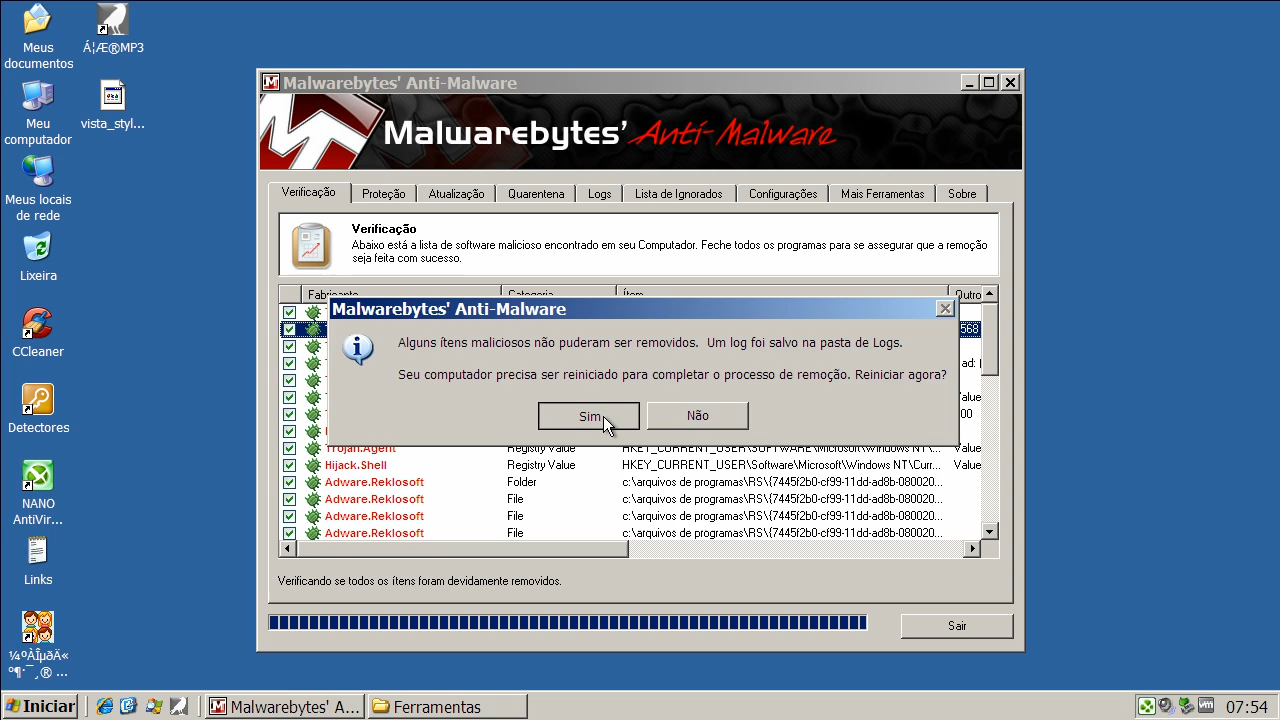 Meus
documentos
Á¦Æ®MP3
Meu
computador
vista_styl...
Meus locais
de rede
Lixeira
CCleaner
Detectores
NANO
AntiVir...
Links
Malwarebytes' Anti-Malware
Malwarebytes' Anti-Malware
Verificação Proteção Atualização Quarentena Logs Lista de Ignorados Configurações Mais Ferramentas Sobre
Verificação
Abaixo está a lista de software malicioso encontrado em seu Computador. Feche todos os programas para se assegurar que a remoção
seja feita com sucesso.
Fabricante Categoria Ítem Outro
Malwarebytes' Anti-Malware
568
Alguns ítens maliciosos não puderam ser removidos. Um log foi salvo na pasta de Logs.
ad:
Seu computador precisa ser reiniciado para completar o processo de remoção. Reiniciar agora?
Value
00
Sim Não
Trojan.Agent Registry Value HKEY_CURRENT_USER\SOFTWARE\Microsoft\Windows NT\... Value
Hijack.Shell Registry Value HKEY_CURRENT_USER\Software\Microsoft\Windows NT\Curr... Value
Adware.Reklosoft Folder c:\arquivos de programas\RS\{7445f2b0-cf99-11dd-ad8b-080020...
Adware.Reklosoft File c:\arquivos de programas\RS\{7445f2b0-cf99-11dd-ad8b-080020...
Adware.Reklosoft File c:\arquivos de programas\RS\{7445f2b0-cf99-11dd-ad8b-080020...
Adware.Reklosoft File c:\arquivos de programas\RS\{7445f2b0-cf99-11dd-ad8b-080020...
Verificando se todos os ítens foram devidamente removidos.
Sair
Iniciar Malwarebytes' A... Ferramentas 07:54